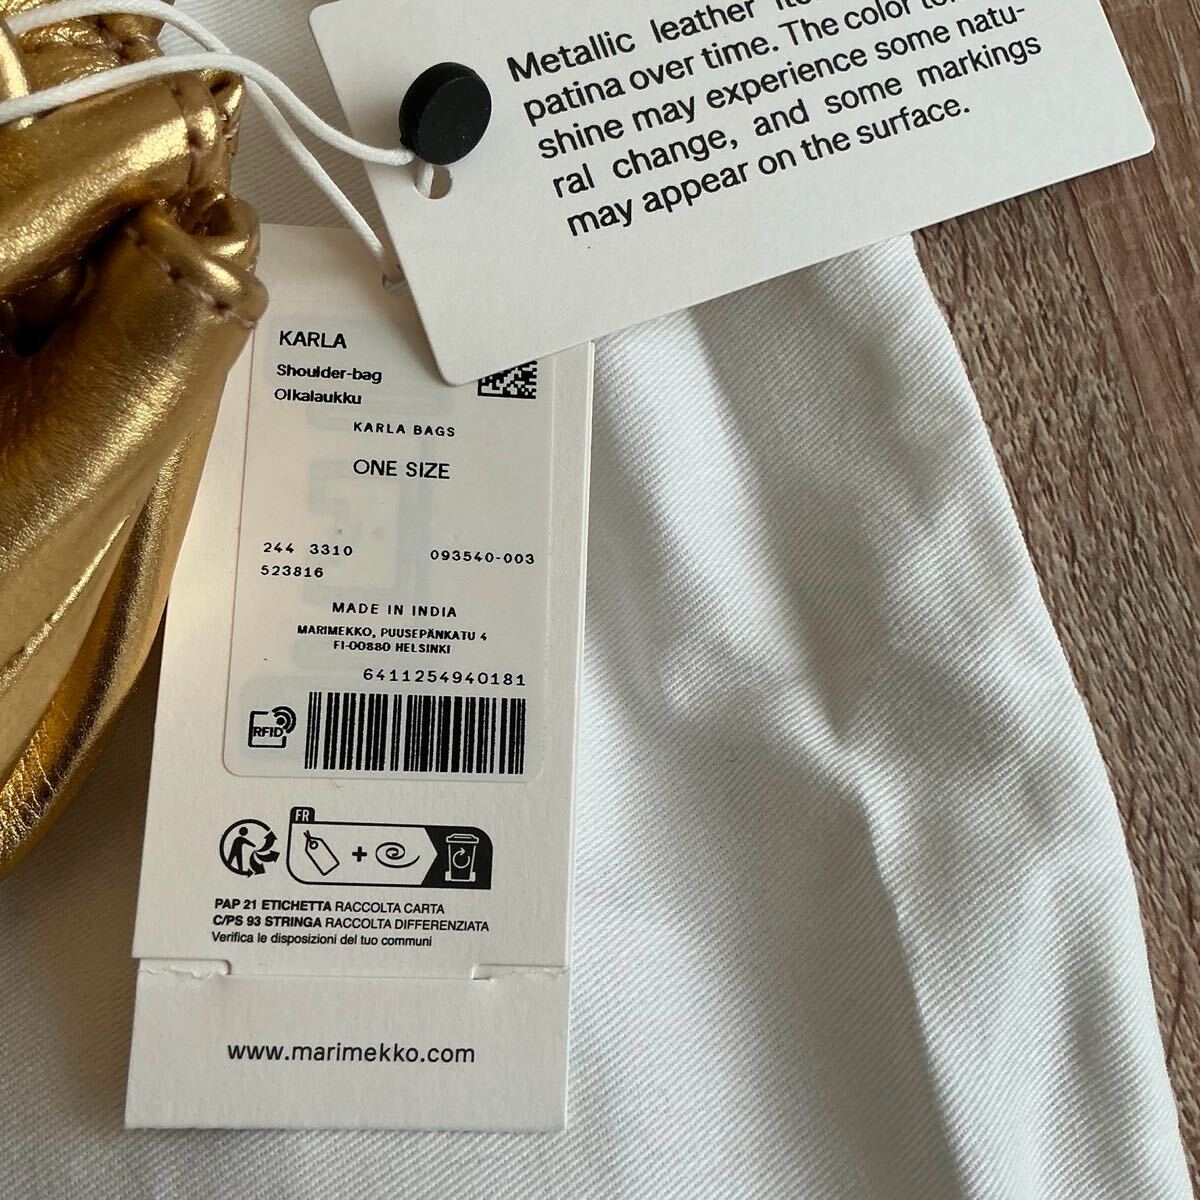 Metallic leather
patina over time. The color
shine may experience some natu-
ral change, and some markings
may appear on the surface.
KARLA
Shoulder-bag
Olkalaukku
KARLA BAGS
ONE SIZE
244 3310 093540-003
523816
MADE IN INDIA
MARIMEKKO, PUUSEPÄNKATU 4
FI-00880 HELSINKI
6411254940181
RFID
FR
PAP 21 ETICHETTA RACCOLTA CARTA
C/PS 93 STRINGA RACCOLTA DIFFERENZIATA
Verifica le disposizioni del tuo communi
www.marimekko.com